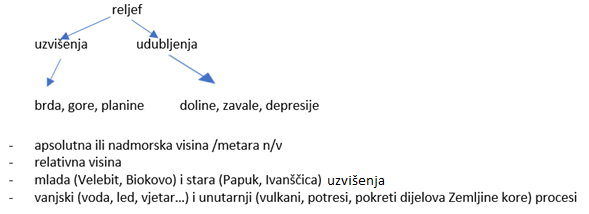 reljef
uzvišenja udubljenja
brda, gore, planine doline, zavale, depresije
- apsolutna ili nadmorska visina /metara n/v
- relativna visina
- mlada (Velebit, Biokovo) i stara (Papuk, Ivanščica) uzvišenja
- vanjski (voda, led, vjetar...) i unutarnji (vulkani, potresi, pokreti dijelova Zemljine kore) procesi